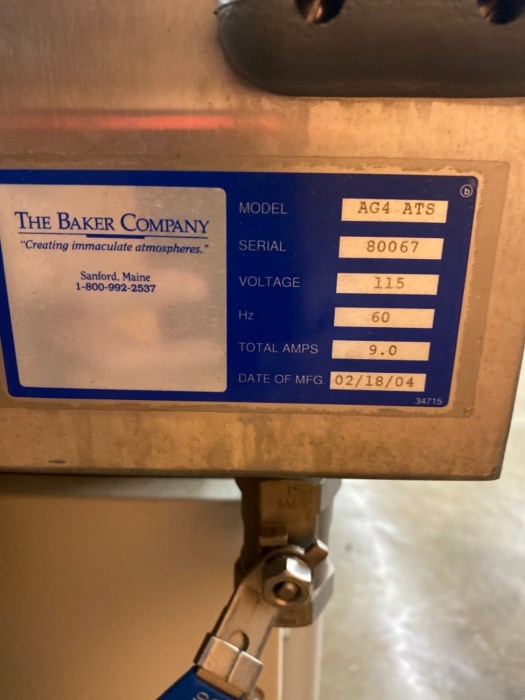 THE BAKER COMPANY
"Creating immaculate atmospheres."
Sanford, Maine
1-800-992-2537
b
MODEL AG4 ATS
SERIAL 80067
VOLTAGE 115
Hz 60
TOTAL AMPS 9.0
DATE OF MFG. 02/18/04
34715